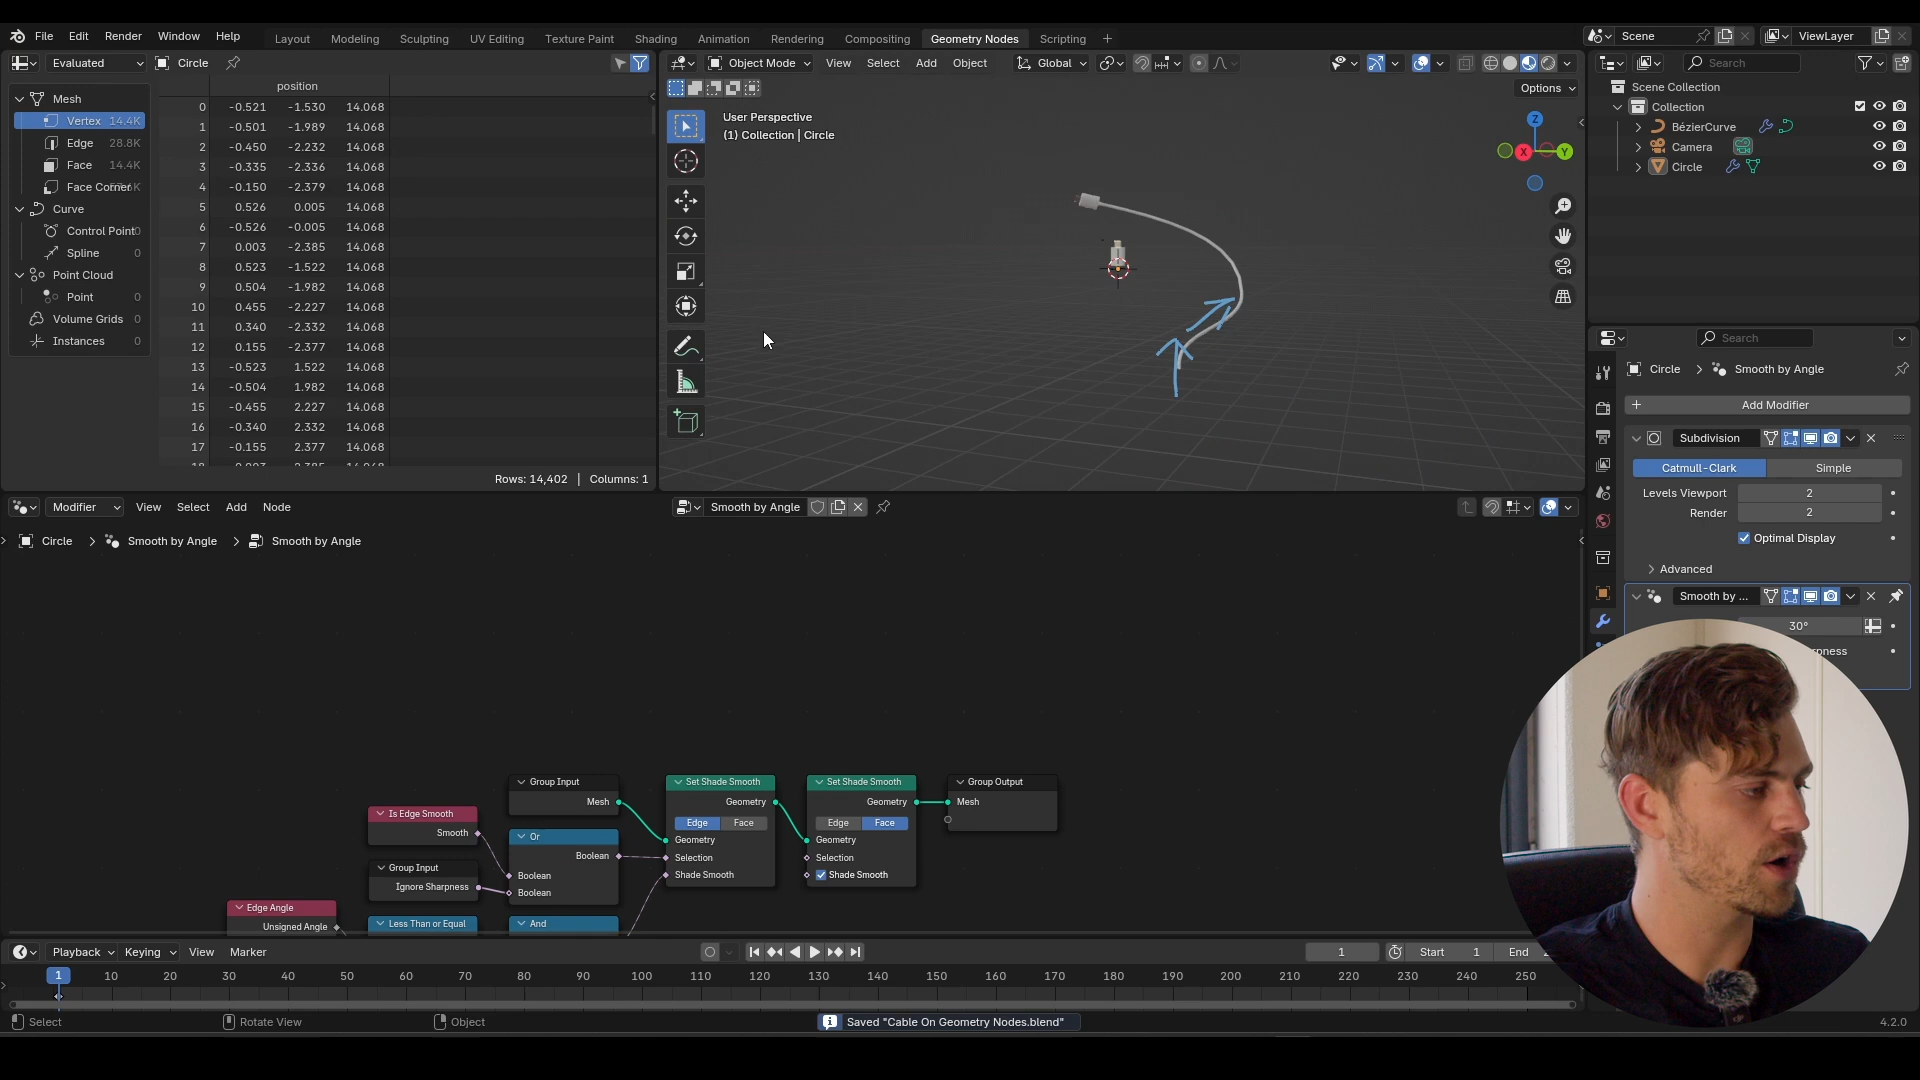 File Edit Render Window Help
Layout Modeling Sculpting UV Editing Texture Paint Shading Animation Rendering Compositing Geometry Nodes Scripting +
Scene
ViewLayer
Evaluated
Circle
Mesh
Vertex 14.4K
Edge 28.8K
Face 14.4K
Face Corne
Curve
Control Point 0
Spline 0
Point Cloud
Point 0
Volume Grids 0
Instances 0
position
0 -0.521 -1.530 14.068
1 -0.501 -1.989 14.068
2 -0.450 -2.232 14.068
3 -0.335 -2.336 14.068
4 -0.150 -2.379 14.068
5 0.526 0.005 14.068
6 -0.526 -0.005 14.068
7 0.003 -2.385 14.068
8 0.523 -1.522 14.068
9 0.504 -1.982 14.068
10 0.455 -2.227 14.068
11 0.340 -2.332 14.068
12 0.155 -2.377 14.068
13 -0.523 1.522 14.068
14 -0.504 1.982 14.068
15 -0.455 2.227 14.068
16 -0.340 2.332 14.068
17 -0.155 2.377 14.068
18 0.003 2.385 14.068
Rows: 14,402 | Columns: 1
Object Mode View Select Add Object
Global
Options
User Perspective
(1) Collection | Circle
Z
X
Y
Search
Scene Collection
Collection
BézierCurve
Camera
Circle
Search
Circle > Smooth by Angle
+ Add Modifier
Subdivision
Catmull-Clark Simple
Levels Viewport 2
Render 2
Optimal Display
Advanced
Smooth by ...
30°
Modifier View Select Add Node
Smooth by Angle
Circle > Smooth by Angle > Smooth by Angle
Is Edge Smooth
Smooth
Group Input
Ignore Sharpness
Edge Angle
Unsigned Angle
Less Than or Equal
Group Input
Mesh
Or
Boolean
Boolean
Boolean
And
Set Shade Smooth
Geometry
Edge Face
Geometry
Selection
Shade Smooth
Set Shade Smooth
Geometry
Edge Face
Geometry
Selection
Shade Smooth
Group Output
Mesh
Playback Keying View Marker
1
Start 1
End
1 10 20 30 40 50 60 70 80 90 100 110 120 130 140 150 160 170 180 190 200 210 220 230 240 250
Select
Rotate View
Object
Saved "Cable On Geometry Nodes.blend"
4.2.0